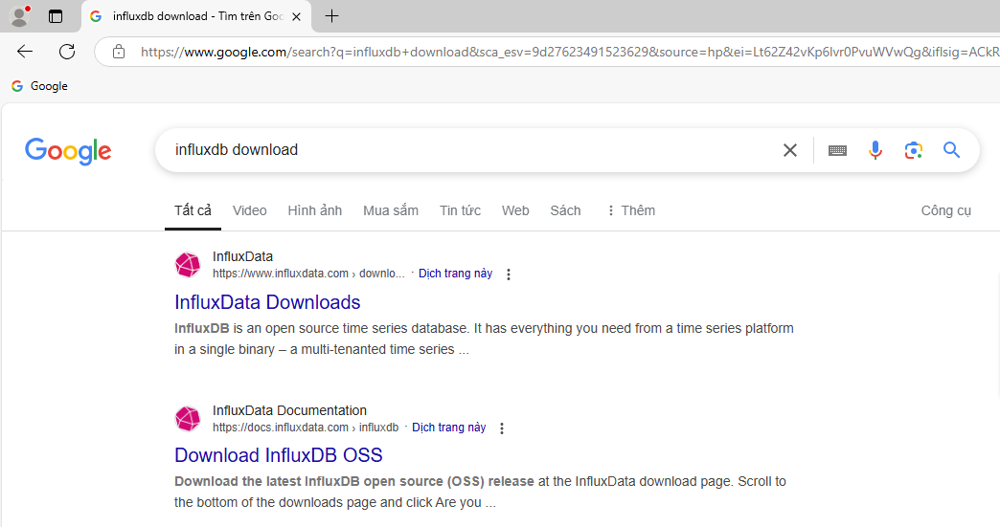 influxdb download - Tìm trên Goo
https://www.google.com/search?q=influxdb+download&sca_esv=9d27623491523629&source=hp&ei=Lt62Z42vKp6lvr0PvuWVwQg&iflsig=ACkR
Google
Google
influxdb download
Tất cả Video Hình ảnh Mua sắm Tin tức Web Sách Thêm Công cụ
InfluxData
https://www.influxdata.com › downlo... · Dịch trang này
InfluxData Downloads
InfluxDB is an open source time series database. It has everything you need from a time series platform
in a single binary – a multi-tenanted time series ...
InfluxData Documentation
https://docs.influxdata.com › influxdb · Dịch trang này
Download InfluxDB OSS
Download the latest InfluxDB open source (OSS) release at the InfluxData download page. Scroll to
the bottom of the downloads page and click Are you ...